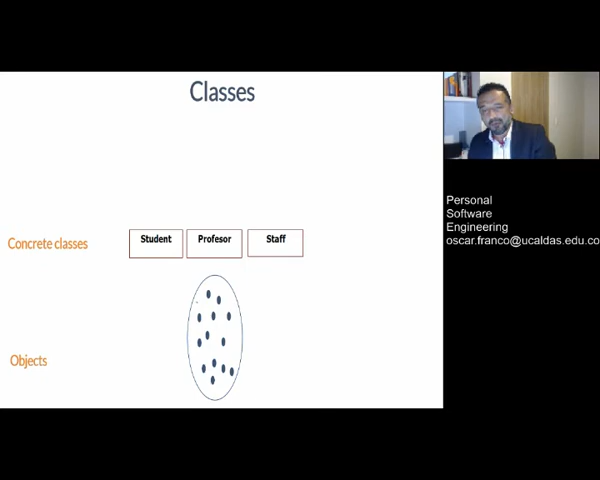 Classes
Concrete classes
Student
Profesor
Staff
Objects
Personal
Software
Engineering
oscar.franco@ucaldas.edu.co